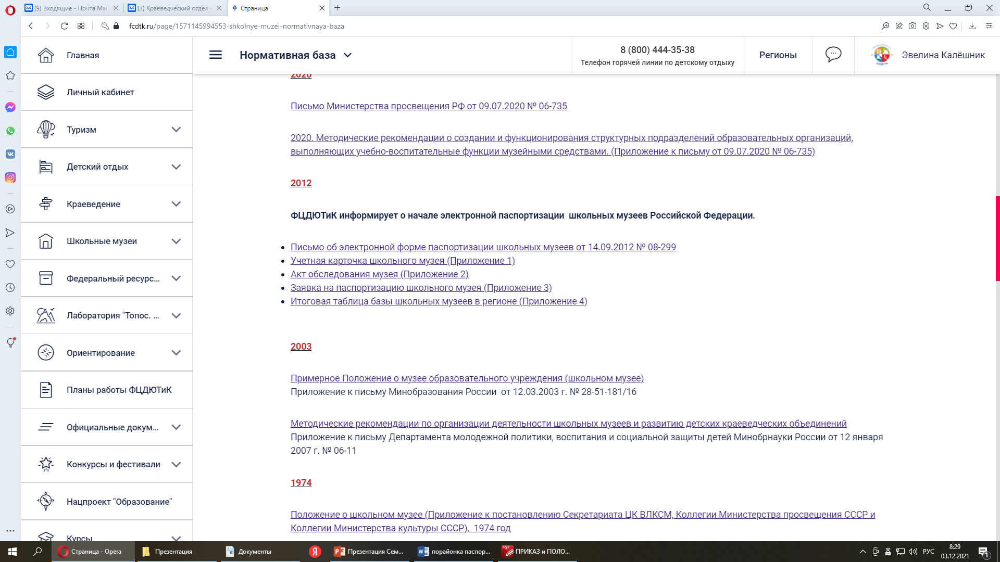 (9) Входящие - Почта Mail
(3) Краеведческий отдел -
Страница
fcdtk.ru/page/1571145994553-shkolnye-muzei-normativnaya-baza
Главная
Личный кабинет
Туризм
Детский отдых
Краеведение
Школьные музеи
Федеральный ресурс...
Лаборатория "Топос. ...
Ориентирование
Планы работы ФЦДЮТиК
Официальные докум...
Конкурсы и фестивали
Нацпроект "Образование"
Курсы
Нормативная база
8 (800) 444-35-38
Телефон горячей линии по детскому отдыху
Регионы
Эвелина Калёшник
2020
Письмо Министерства просвещения РФ от 09.07.2020 № 06-735
2020. Методические рекомендации о создании и функционирования структурных подразделений образовательных организаций,
выполняющих учебно-воспитательные функции музейными средствами. (Приложение к письму от 09.07.2020 № 06-735)
2012
ФЦДЮТиК информирует о начале электронной паспортизации  школьных музеев Российской Федерации.
• Письмо об электронной форме паспортизации школьных музеев от 14.09.2012 № 08-299
• Учетная карточка школьного музея (Приложение 1)
• Акт обследования музея (Приложение 2)
• Заявка на паспортизацию школьного музея (Приложение 3)
• Итоговая таблица базы школьных музеев в регионе (Приложение 4)
2003
Примерное Положение о музее образовательного учреждения (школьном музее)
Приложение к письму Минобразования России  от 12.03.2003 г. № 28-51-181/16
Методические рекомендации по организации деятельности школьных музеев и развитию детских краеведческих объединений
Приложение к письму Департамента молодежной политики, воспитания и социальной защиты детей Минобрнауки России от 12 января
2007 г. № 06-11
1974
Положение о школьном музее (Приложение к постановлению Секретариата ЦК ВЛКСМ, Коллегии Министерства просвещения СССР и
Коллегии Министерства культуры СССР),  1974 год
Страница - Opera
Презентация
Документы
Я
Презентация Сем...
порайонка паспор...
PDF
ПРИКАЗ и ПОЛО...
РУС
8:29
03.12.2021
1